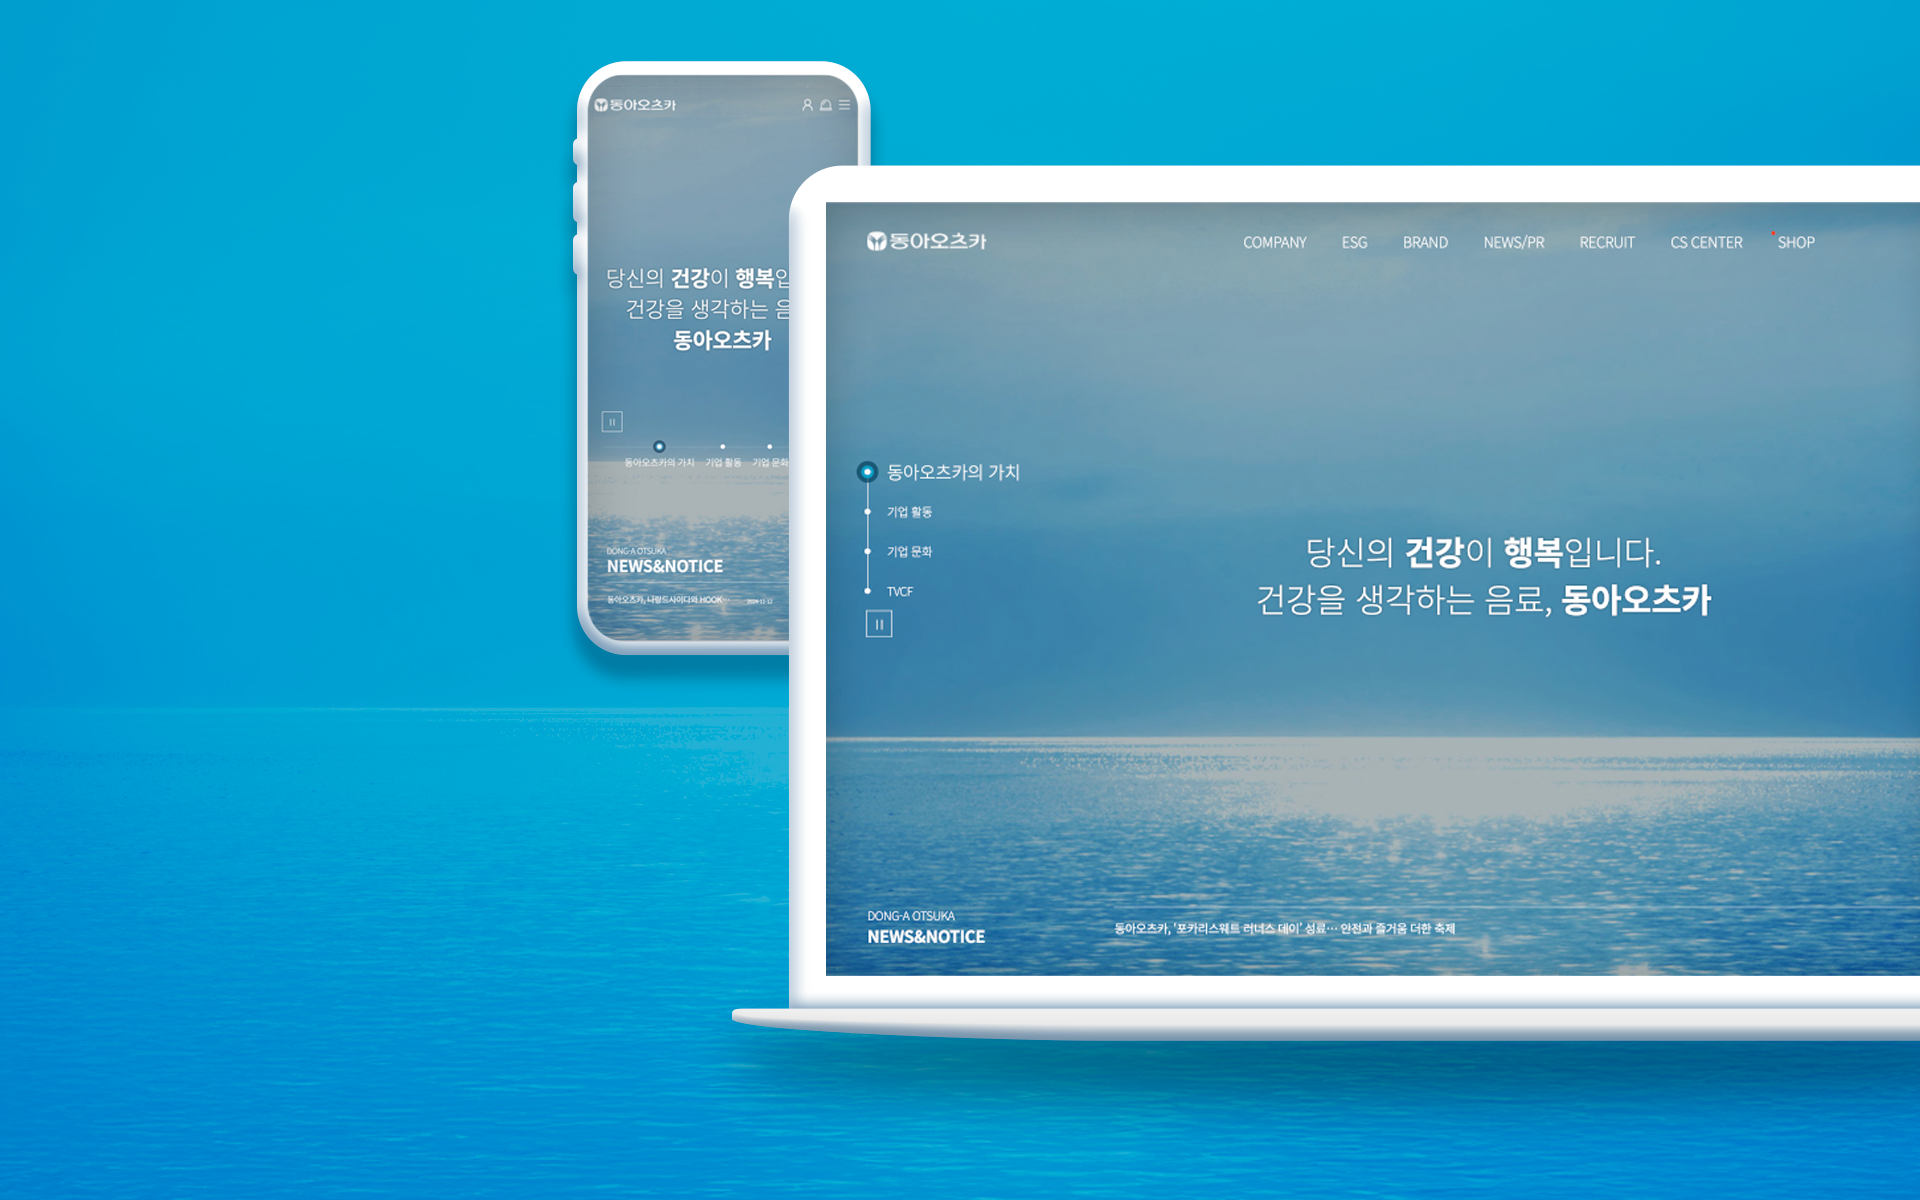 동아오츠카
당신의 건강이 행복입
건강을 생각하는 음
동아오츠카
동아오츠카의 가치 기업 활동 기업 문화
DONG-A OTSUKA
NEWS&NOTICE
동아오츠카, 나랑드사이다와 HOOK… 2024-11-12
동아오츠카 COMPANY ESG BRAND NEWS/PR RECRUIT CS CENTER SHOP
동아오츠카의 가치
기업 활동
기업 문화
TVCF
당신의 건강이 행복입니다.
건강을 생각하는 음료, 동아오츠카
DONG-A OTSUKA
NEWS&NOTICE
동아오츠카, '포카리스웨트 러너스 데이' 성료… 안전과 즐거움 더한 축제